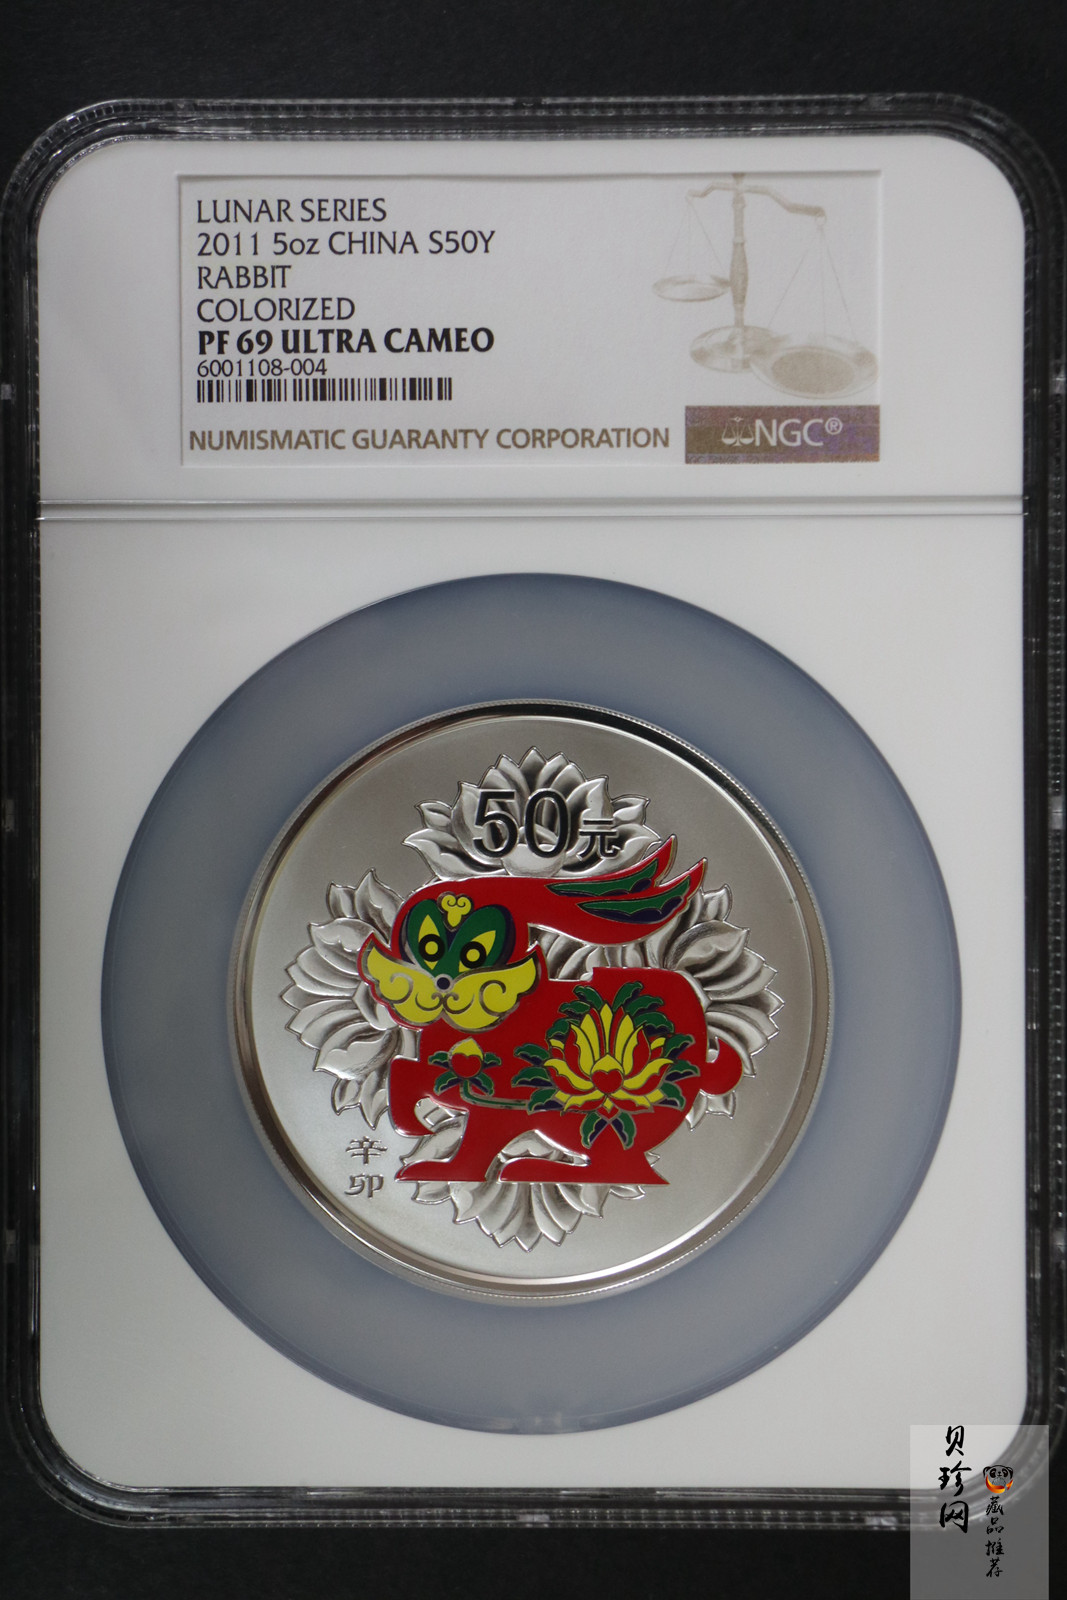 LUNAR SERIES
2011 5oz CHINA S50Y
RABBIT
COLORIZED
PF 69 ULTRA CAMEO
6001108-004
NUMISMATIC GUARANTY CORPORATION
NGC®
50元
辛卯
贝珍网
藏品推荐